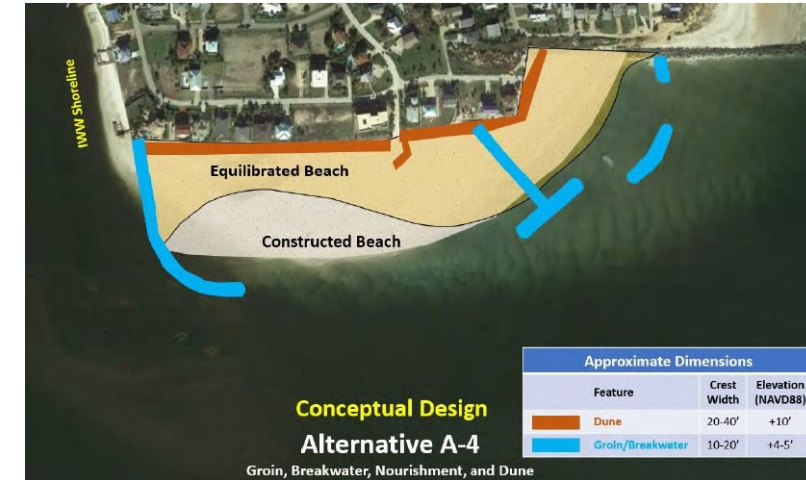 IWW Shoreline
Equilibrated Beach
Constructed Beach
Conceptual Design
Alternative A-4
Groin, Breakwater, Nourishment, and Dune
Approximate Dimensions
Feature Crest Width Elevation (NAVD88)
Dune 20-40' +10'
Groin/Breakwater 10-20' +4-5'